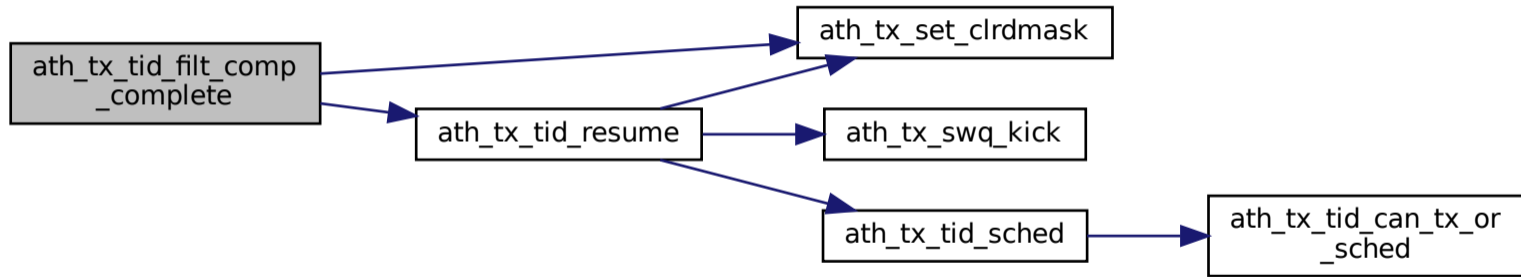 ath_tx_tid_filt_comp
_complete
ath_tx_set_clrdmask
ath_tx_tid_resume
ath_tx_swq_kick
ath_tx_tid_sched
ath_tx_tid_can_tx_or
_sched